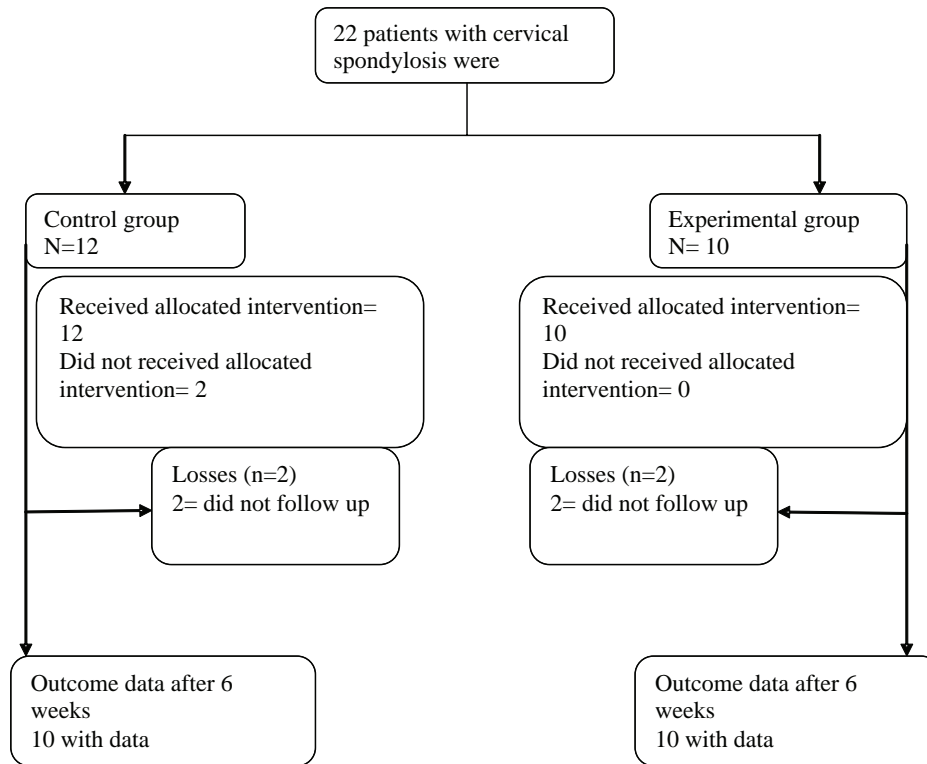 22 patients with cervical
spondylosis were
Control group
N=12
Experimental group
N= 10
Received allocated intervention=
12
Did not received allocated
intervention= 2
Received allocated intervention=
10
Did not received allocated
intervention= 0
Losses (n=2)
2= did not follow up
Losses (n=2)
2= did not follow up
Outcome data after 6
weeks
10 with data
Outcome data after 6
weeks
10 with data